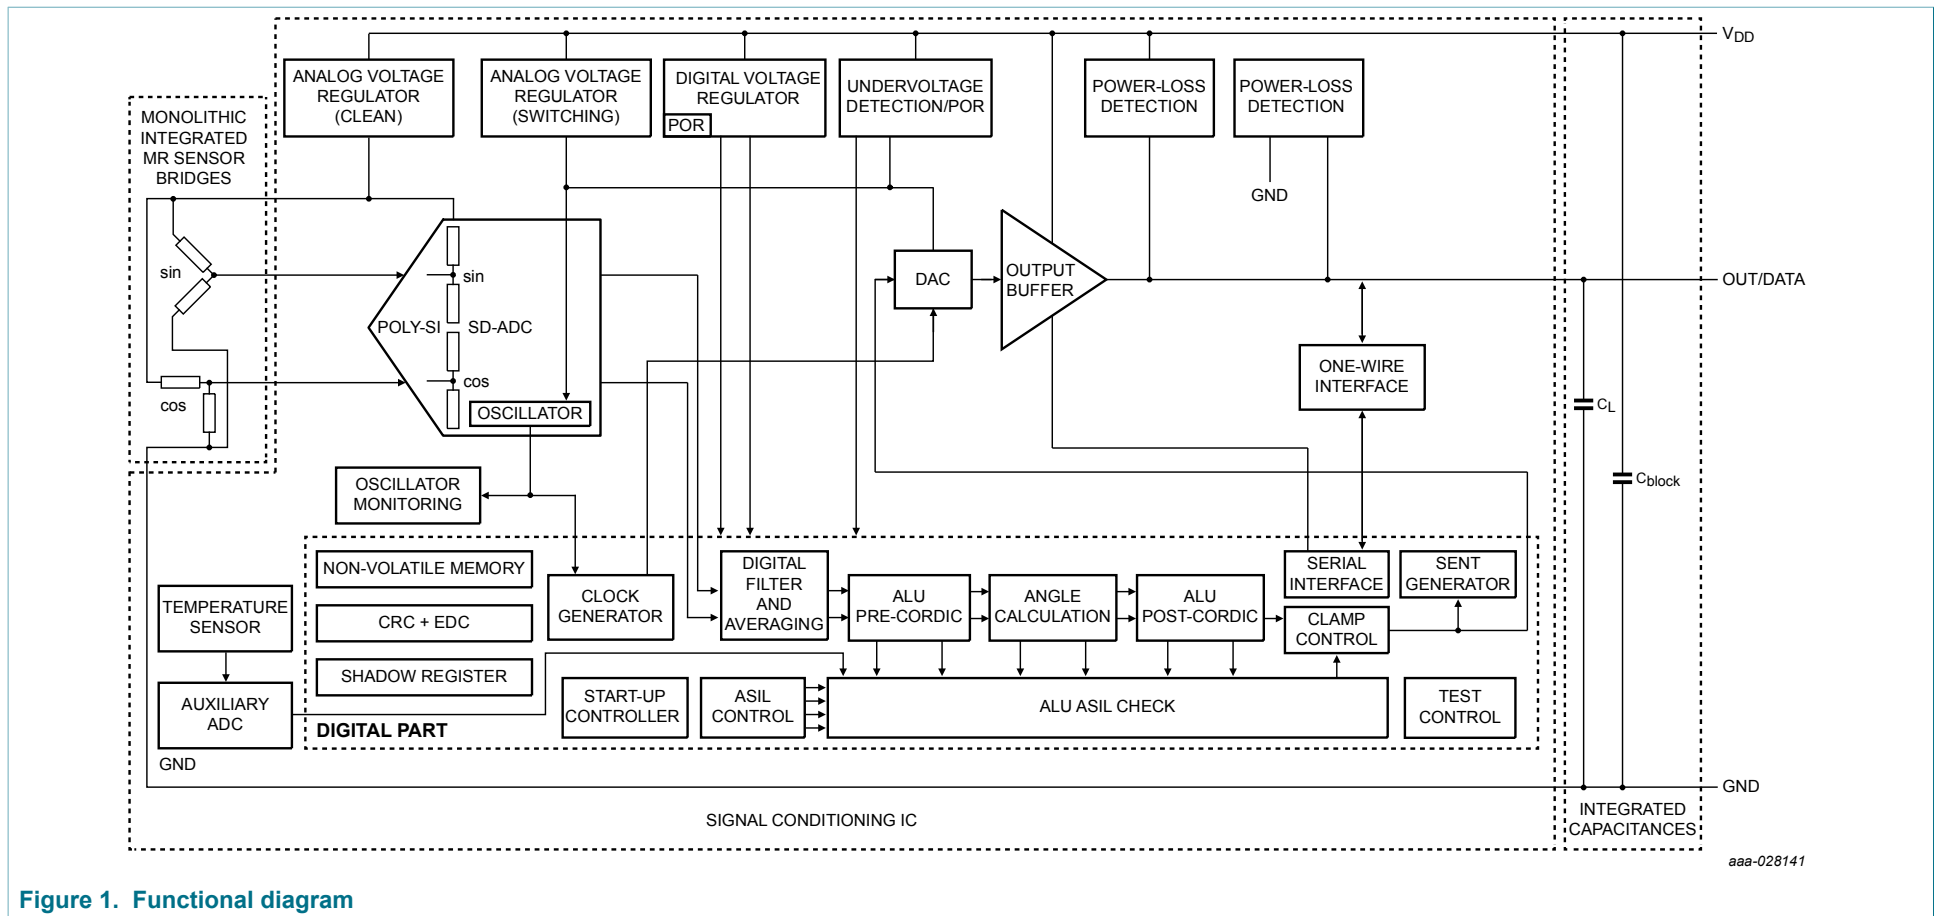 ANALOG VOLTAGE
REGULATOR
(CLEAN)
ANALOG VOLTAGE
REGULATOR
(SWITCHING)
DIGITAL VOLTAGE
REGULATOR
POR
UNDERVOLTAGE
DETECTION/POR
POWER-LOSS
DETECTION
POWER-LOSS
DETECTION
GND
VDD
MONOLITHIC
INTEGRATED
MR SENSOR
BRIDGES
sin
cos
POLY-SI
SD-ADC
sin
cos
OSCILLATOR
DAC
OUTPUT
BUFFER
OUT/DATA
ONE-WIRE
INTERFACE
CL
Cblock
OSCILLATOR
MONITORING
NON-VOLATILE MEMORY
CRC + EDC
SHADOW REGISTER
CLOCK
GENERATOR
DIGITAL
FILTER
AND
AVERAGING
ALU
PRE-CORDIC
ANGLE
CALCULATION
ALU
POST-CORDIC
SERIAL
INTERFACE
SENT
GENERATOR
CLAMP
CONTROL
TEMPERATURE
SENSOR
AUXILIARY
ADC
GND
START-UP
CONTROLLER
ASIL
CONTROL
ALU ASIL CHECK
TEST
CONTROL
DIGITAL PART
GND
SIGNAL CONDITIONING IC
INTEGRATED
CAPACITANCES
aaa-028141
Figure 1. Functional diagram